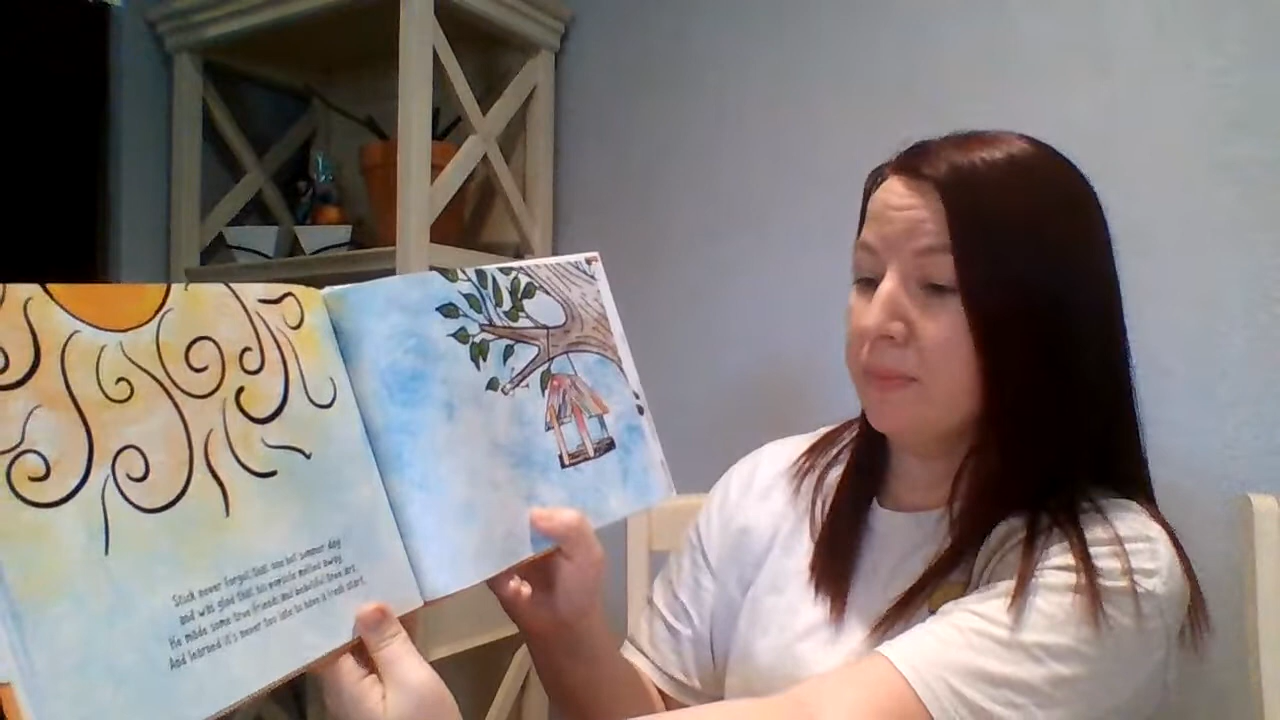 Stick never forgot that one hot summer day
and was glad that his popsicle melted away.
He made some true friends and beautiful tree art.
And learned it's never too late to have a fresh start.